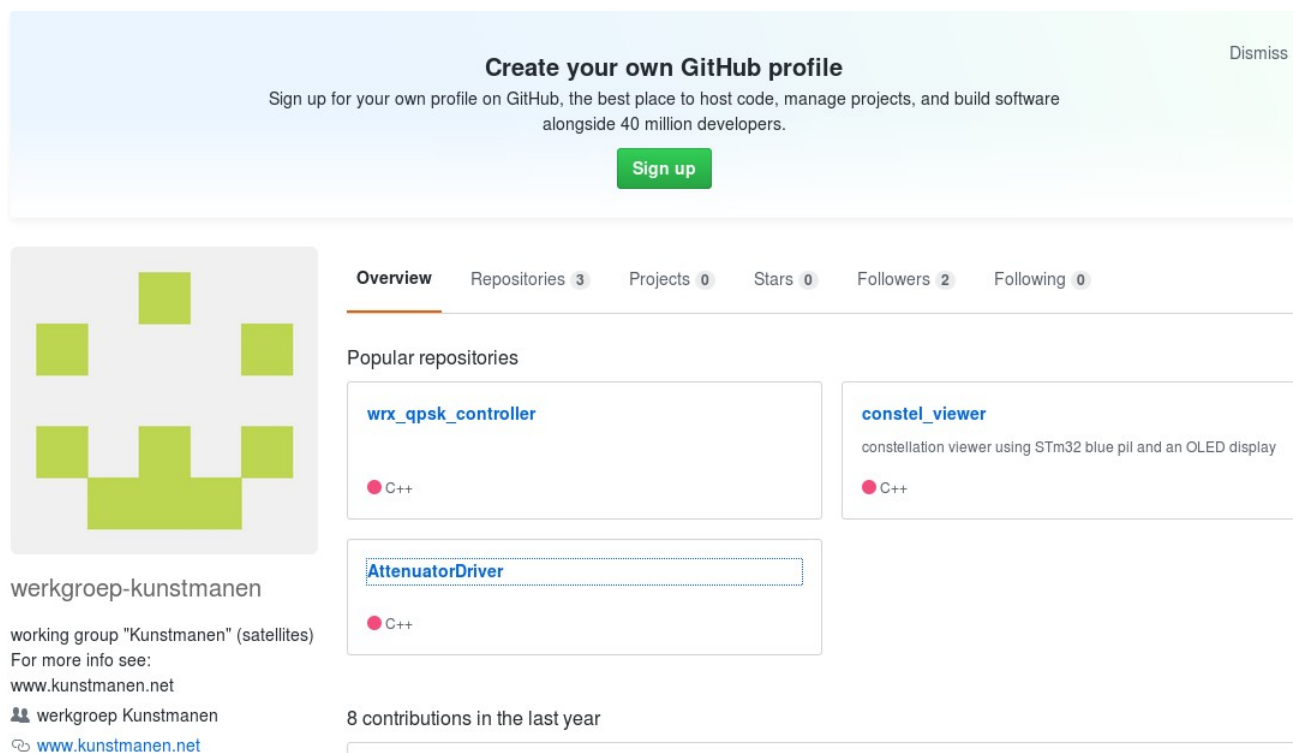 Create your own GitHub profile
Dismiss
Sign up for your own profile on GitHub, the best place to host code, manage projects, and build software
alongside 40 million developers.
Sign up
Overview Repositories 3 Projects 0 Stars 0 Followers 2 Following 0
Popular repositories
wrx_qpsk_controller
C++
constel_viewer
constellation viewer using STm32 blue pil and an OLED display
C++
AttenuatorDriver
C++
werkgroep-kunstmanen
working group "Kunstmanen" (satellites)
For more info see:
www.kunstmanen.net
werkgroep Kunstmanen
www.kunstmanen.net
8 contributions in the last year